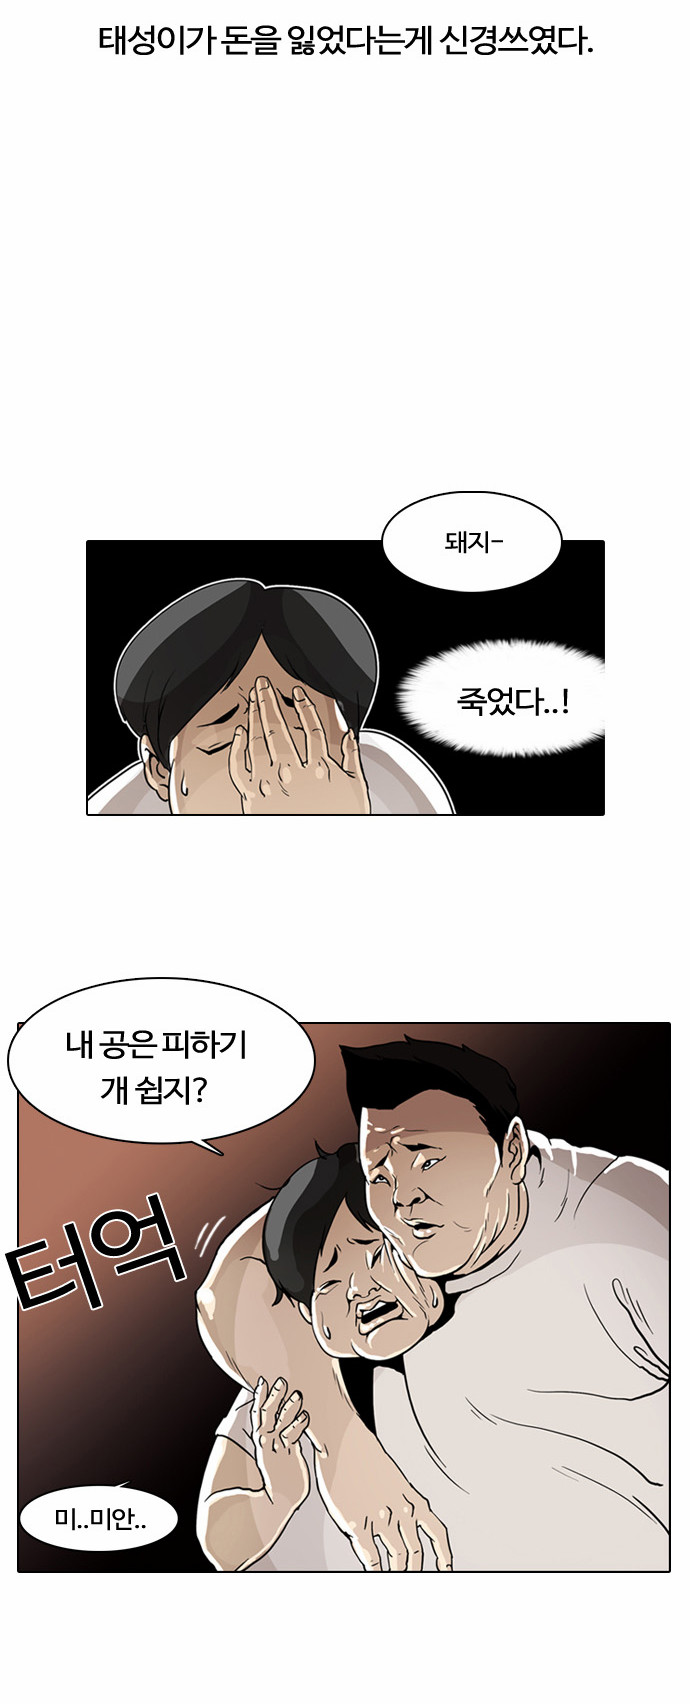 태성이가 돈을 잃었다는게 신경쓰였다.
돼지-
죽었다..!
내 공은 피하기
개 쉽지?
터억
미..미안..